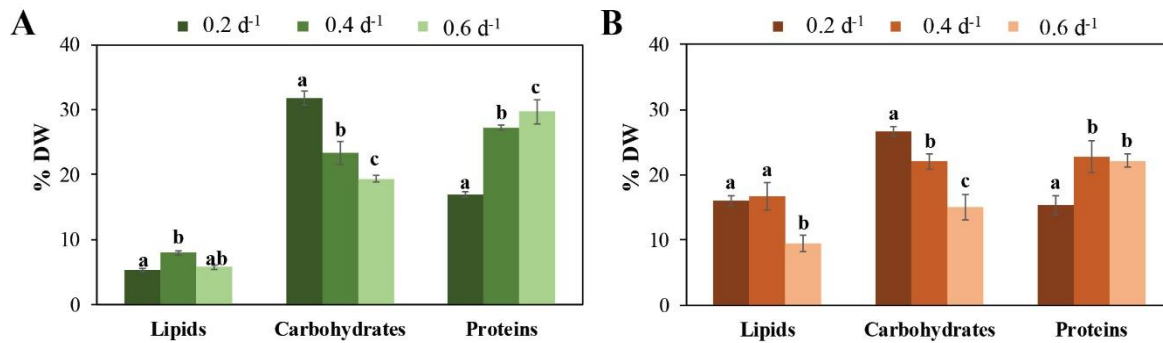 A
0.2 d-1 0.4 d-1 0.6 d-1
40
30
20
10
0
% DW
a b ab
a b c
a b c
Lipids Carbohydrates Proteins
B
0.2 d-1 0.4 d-1 0.6 d-1
40
30
20
10
0
% DW
a a b
a b c
a b b
Lipids Carbohydrates Proteins